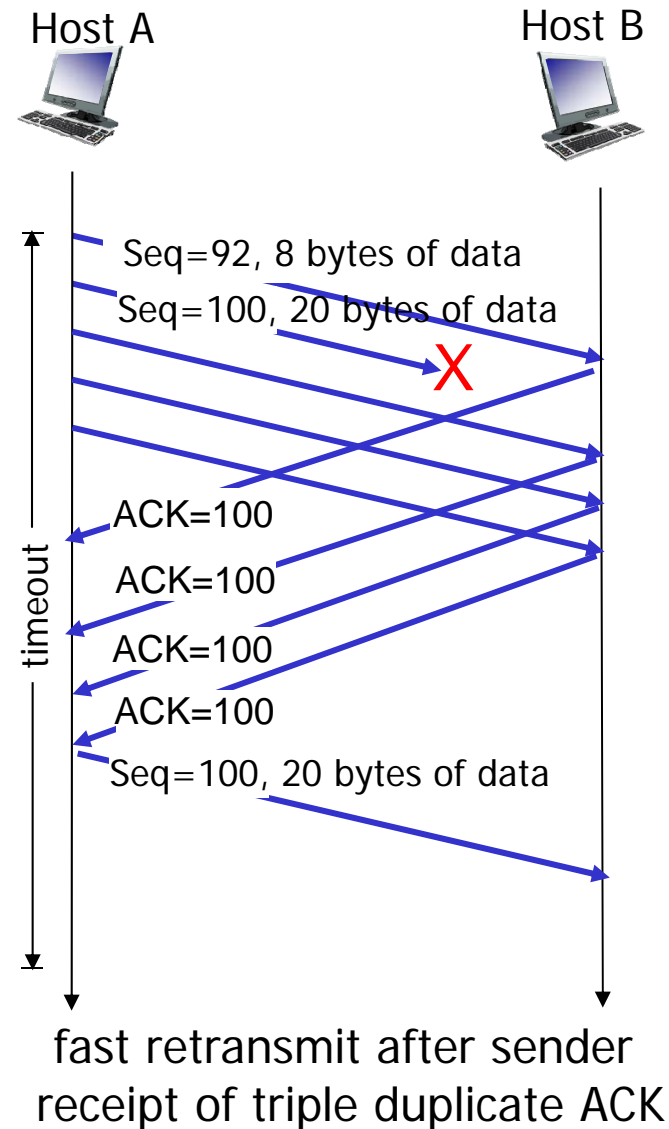 Host A
Host B
Seq=92, 8 bytes of data
Seq=100, 20 bytes of data
X
ACK=100
timeout
ACK=100
ACK=100
ACK=100
Seq=100, 20 bytes of data
fast retransmit after sender
receipt of triple duplicate ACK